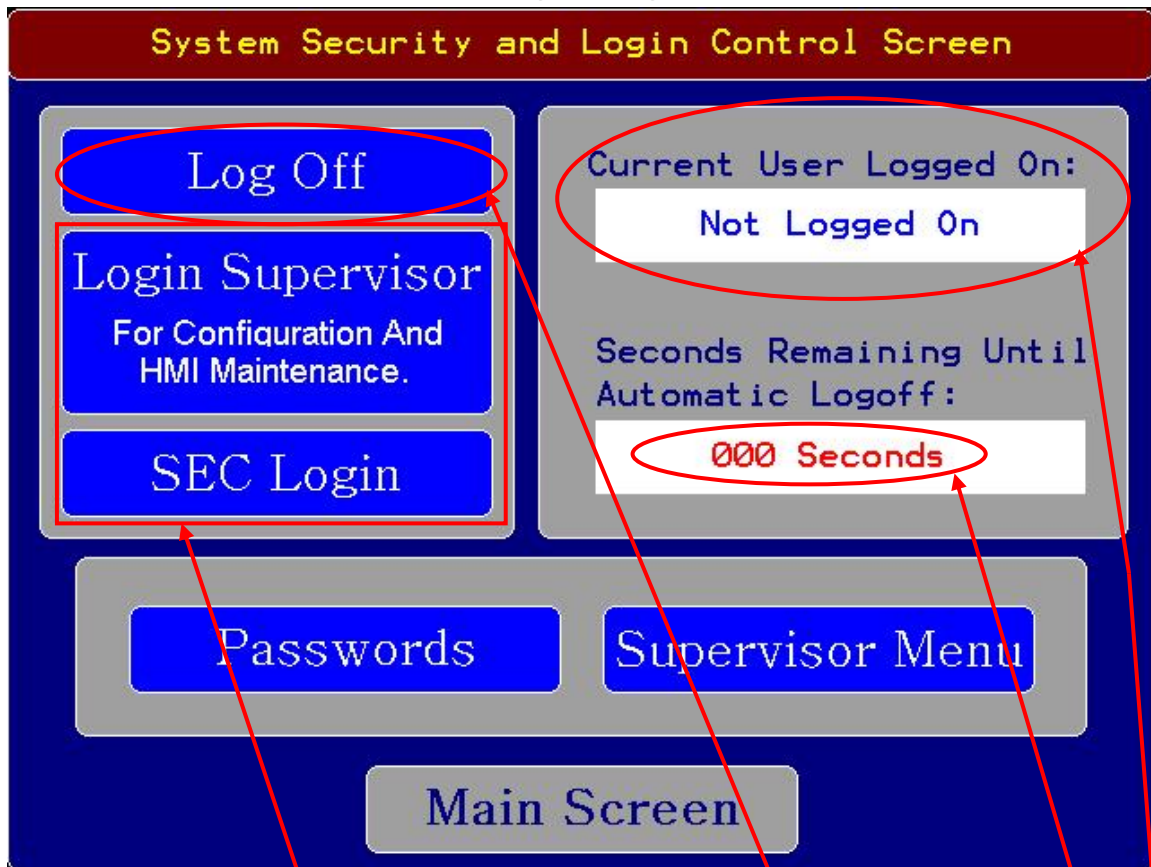 System Security and Login Control Screen
Log Off
Login Supervisor
For Configuration And
HMI Maintenance.
SEC Login
Current User Logged On:
Not Logged On
Seconds Remaining Until
Automatic Logoff:
000 Seconds
Passwords
Supervisor Menu
Main Screen